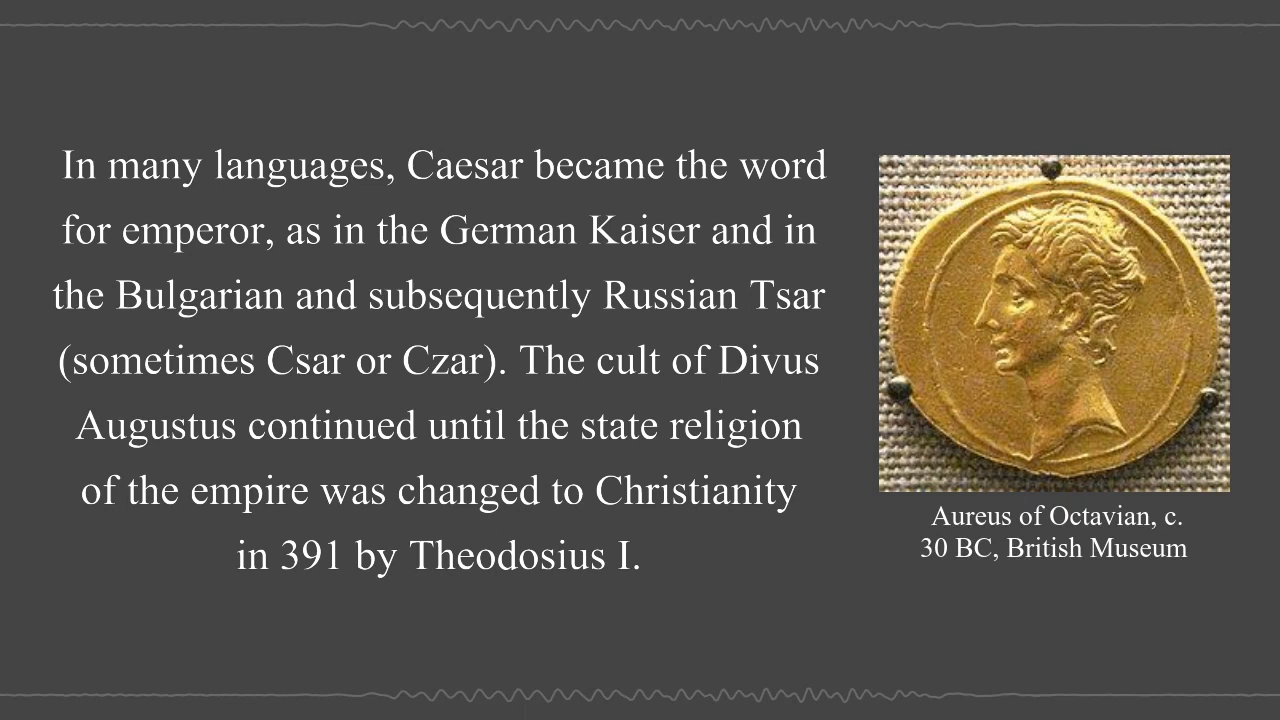 In many languages, Caesar became the word
for emperor, as in the German Kaiser and in
the Bulgarian and subsequently Russian Tsar
(sometimes Csar or Czar). The cult of Divus
Augustus continued until the state religion
of the empire was changed to Christianity
in 391 by Theodosius I.
Aureus of Octavian, c.
30 BC, British Museum